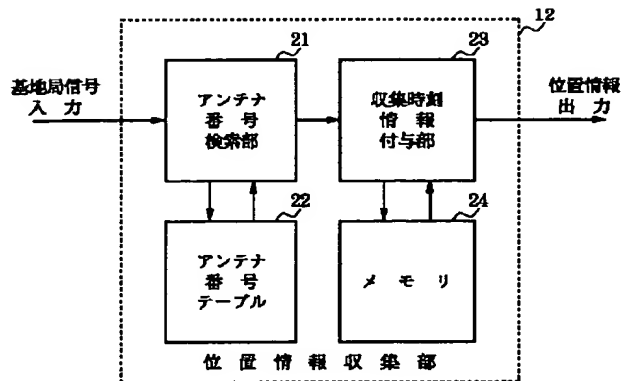 12
21
23
基地局信号
入 力
アンテナ
番 号
検索部
収集時刻
情 報
付与部
位置情報
出 力
22
24
アンテナ
番 号
テーブル
メ モ リ
位 置 情 報 収 集 部